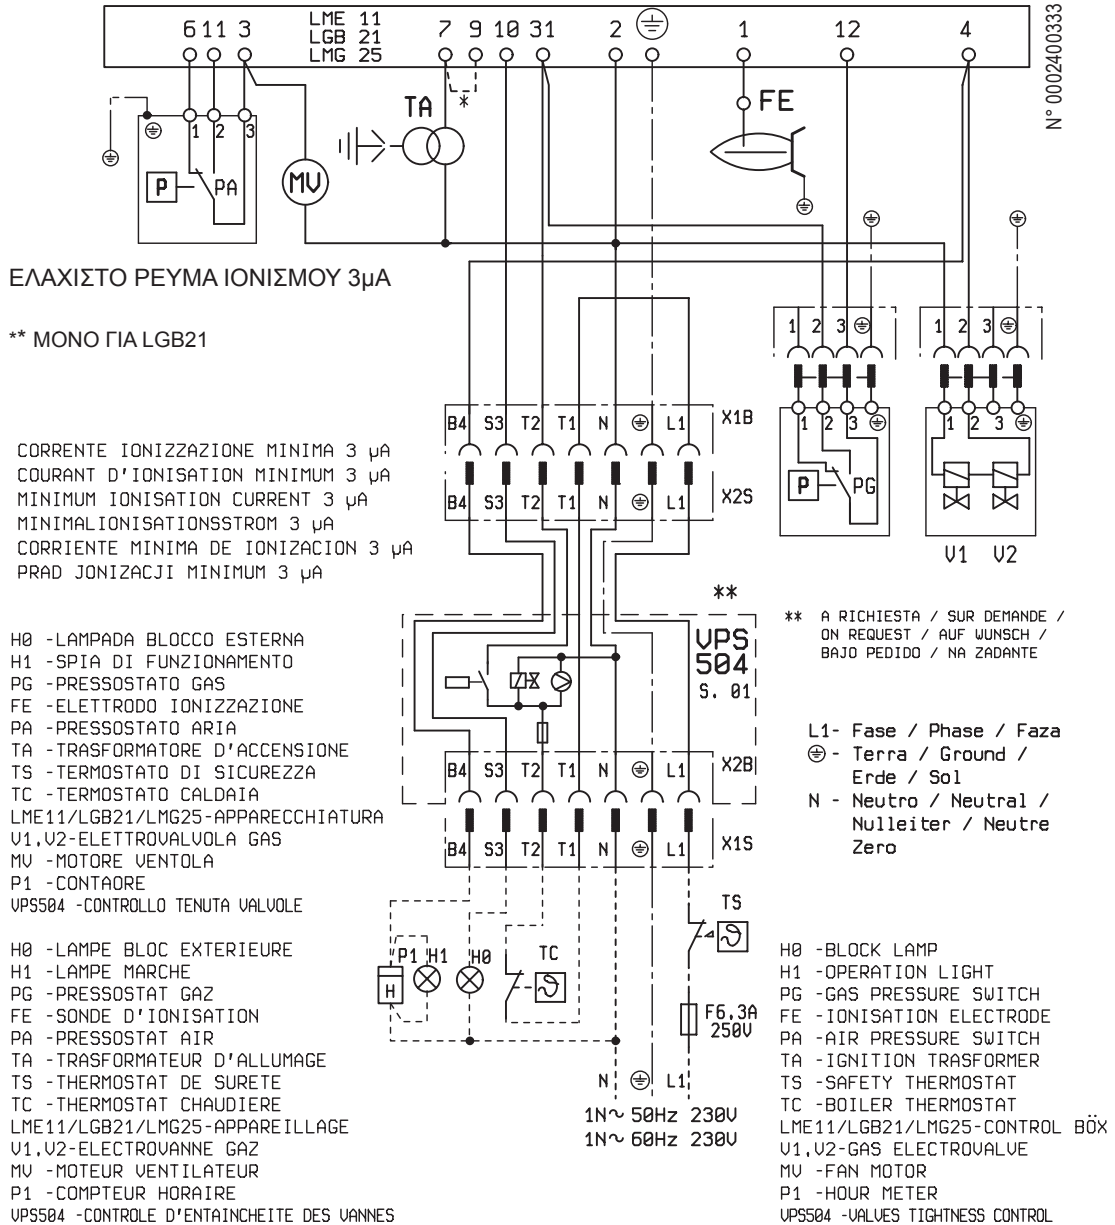 LME 11
LGB 21
LMG 25
6 11 3 7 9 10 31 2 1 12 4
N° 0002400333
*
TA
FE
1 2 3
P PA
MV
ΕΛΑΧΙΣΤΟ ΡΕΥΜΑ ΙΟΝΙΣΜΟΥ 3μΑ
** ΜΟΝΟ ΓΙΑ LGB21
1 2 3
1 2 3
B4 S3 T2 T1 N L1 X1B
B4 S3 T2 T1 N L1 X2S
1 2 3
P PG
1 2 3
V1 V2
CORRENTE IONIZZAZIONE MINIMA 3 µA
COURANT D'IONISATION MINIMUM 3 µA
MINIMUM IONISATION CURRENT 3 µA
MINIMALIONISATIONSSTROM 3 µA
CORRIENTE MINIMA DE IONIZACION 3 µA
PRAD JONIZACJI MINIMUM 3 µA
**
VPS
504
S. 01
** A RICHIESTA / SUR DEMANDE /
ON REQUEST / AUF WUNSCH /
BAJO PEDIDO / NA ZADANTE
H0 -LAMPADA BLOCCO ESTERNA
H1 -SPIA DI FUNZIONAMENTO
PG -PRESSOSTATO GAS
FE -ELETTRODO IONIZZAZIONE
PA -PRESSOSTATO ARIA
TA -TRASFORMATORE D'ACCENSIONE
TS -TERMOSTATO DI SICUREZZA
TC -TERMOSTATO CALDAIA
LME11/LGB21/LMG25-APPARECCHIATURA
V1,V2-ELETTROVALVOLA GAS
MV -MOTORE VENTOLA
P1 -CONTAORE
VPS504 -CONTROLLO TENUTA VALVOLE
L1- Fase / Phase / Faza
- Terra / Ground /
Erde / Sol
N - Neutro / Neutral /
Nulleiter / Neutre
Zero
B4 S3 T2 T1 N L1 X2B
B4 S3 T2 T1 N L1 X1S
TS
P1 H1 H0 TC
H
F6,3A
250V
N L1
1N~ 50Hz 230V
1N~ 60Hz 230V
H0 -LAMPE BLOC EXTERIEURE
H1 -LAMPE MARCHE
PG -PRESSOSTAT GAZ
FE -SONDE D'IONISATION
PA -PRESSOSTAT AIR
TA -TRASFORMATEUR D'ALLUMAGE
TS -THERMOSTAT DE SURETE
TC -THERMOSTAT CHAUDIERE
LME11/LGB21/LMG25-APPAREILLAGE
V1,V2-ELECTROVANNE GAZ
MV -MOTEUR VENTILATEUR
P1 -COMPTEUR HORAIRE
VPS504 -CONTROLE D'ENTAINCHEITE DES VANNES
H0 -BLOCK LAMP
H1 -OPERATION LIGHT
PG -GAS PRESSURE SWITCH
FE -IONISATION ELECTRODE
PA -AIR PRESSURE SWITCH
TA -IGNITION TRASFORMER
TS -SAFETY THERMOSTAT
TC -BOILER THERMOSTAT
LME11/LGB21/LMG25-CONTROL BÖX
V1,V2-GAS ELECTROVALVE
MV -FAN MOTOR
P1 -HOUR METER
VPS504 -VALVES TIGHTNESS CONTROL